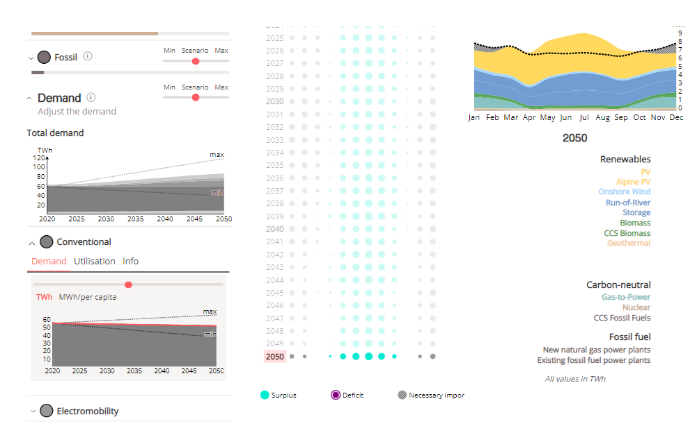 Fossil ⓘ
Min Scenario Max
Demand ⓘ
Min Scenario Max
Adjust the demand
Total demand
TWh
120
100
80
60
40
20
max
min
2020 2025 2030 2035 2040 2045 2050
Conventional
Demand Utilisation Info
TWh MWh/per capita
60
50
40
30
20
10
max
min
2020 2025 2030 2035 2040 2045 2050
Electromobility
2025
2026
2027
2028
2029
2030
2031
2032
2033
2034
2035
2036
2037
2038
2039
2040
2041
2042
2043
2044
2045
2046
2047
2048
2049
2050
Surplus Deficit Necessary impor
9
8
7
6
5
4
3
2
1
0
Jan Feb Mar Apr May Jun Jul Aug Sep Oct Nov Dec
2050
Renewables
PV
Alpine PV
Onshore Wind
Run-of-River
Storage
Biomass
CCS Biomass
Geothermal
Carbon-neutral
Gas-to-Power
Nuclear
CCS Fossil Fuels
Fossil fuel
New natural gas power plants
Existing fossil fuel power plants
All values in TWh